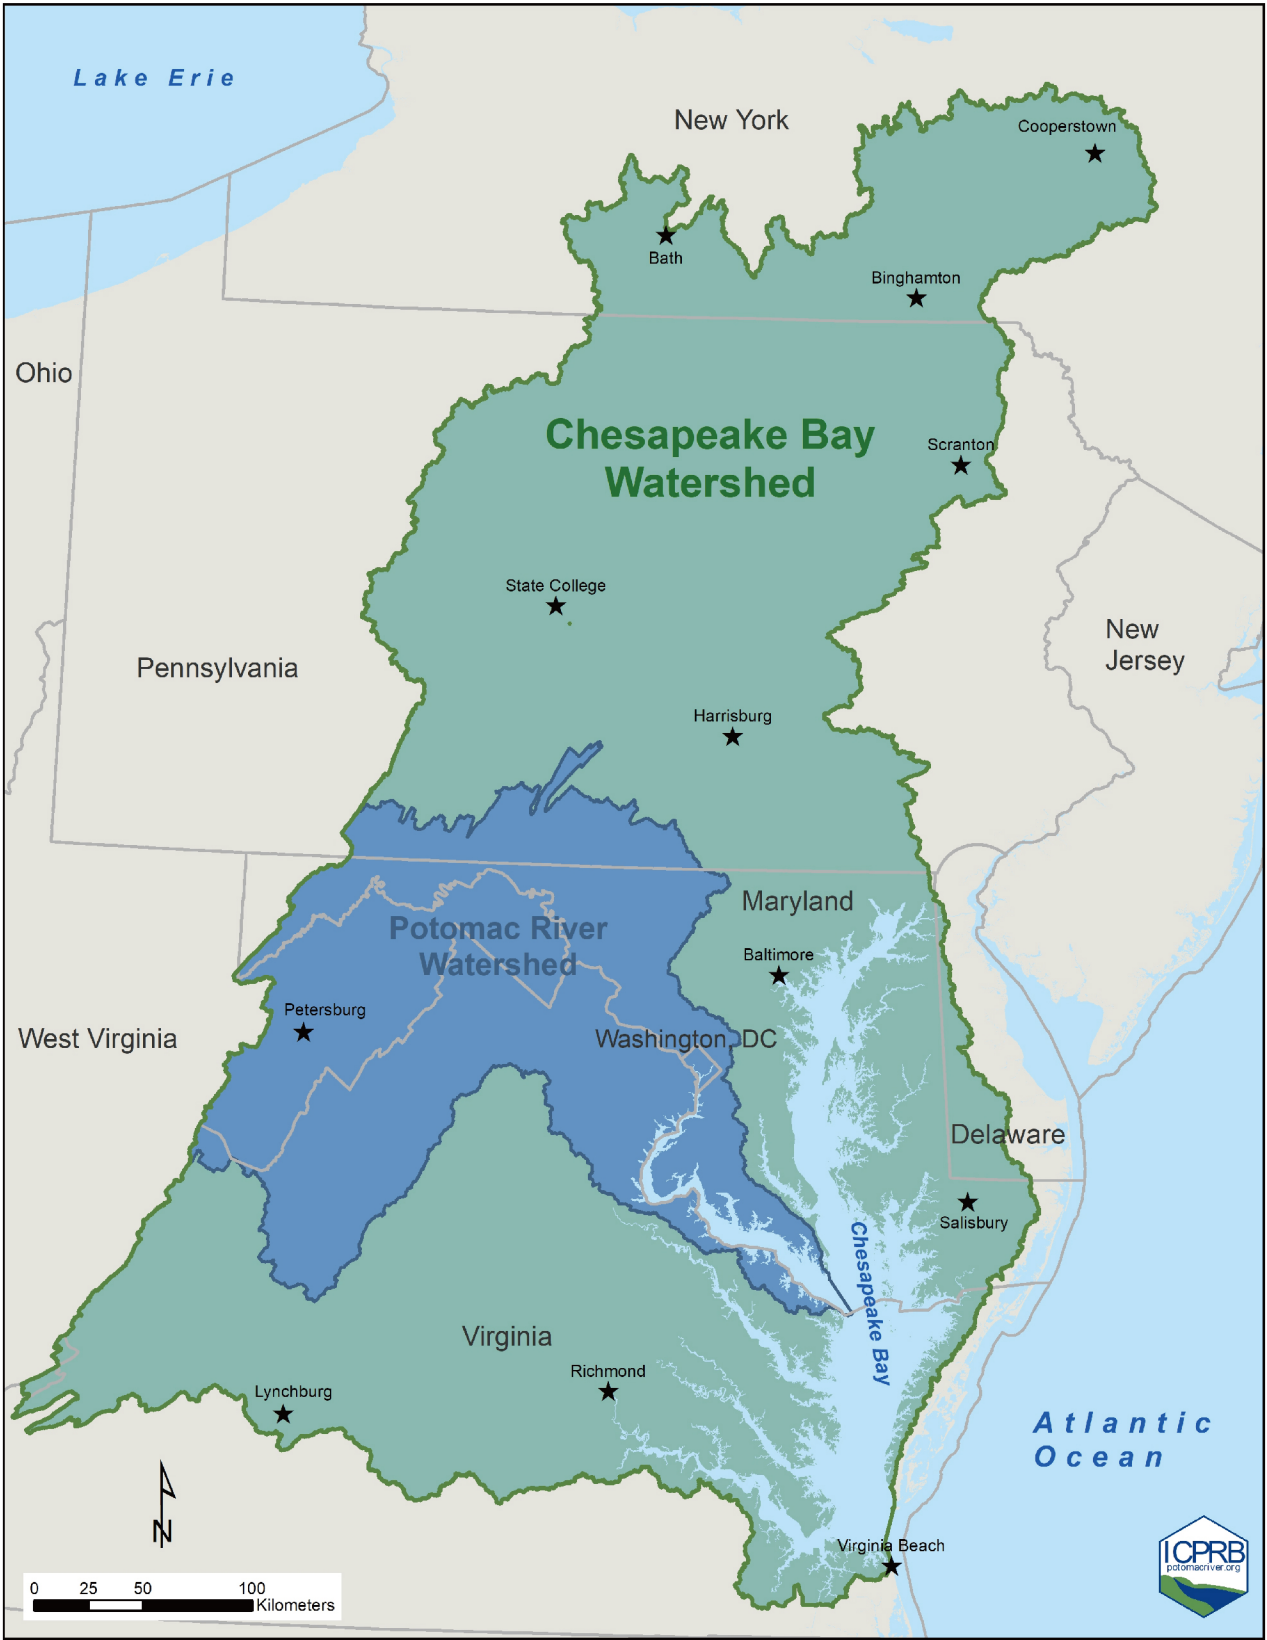 Lake Erie
New York
Cooperstown
Bath
Binghamton
Ohio
Chesapeake Bay
Watershed
Scranton
State College
New
Jersey
Pennsylvania
Harrisburg
Maryland
Potomac River
Watershed
Baltimore
Petersburg
West Virginia
Washington DC
Delaware
Salisbury
Chesapeake Bay
Virginia
Richmond
Lynchburg
Atlantic
Ocean
N
Virginia Beach
ICPRB
potomacriver.org
0 25 50 100
Kilometers